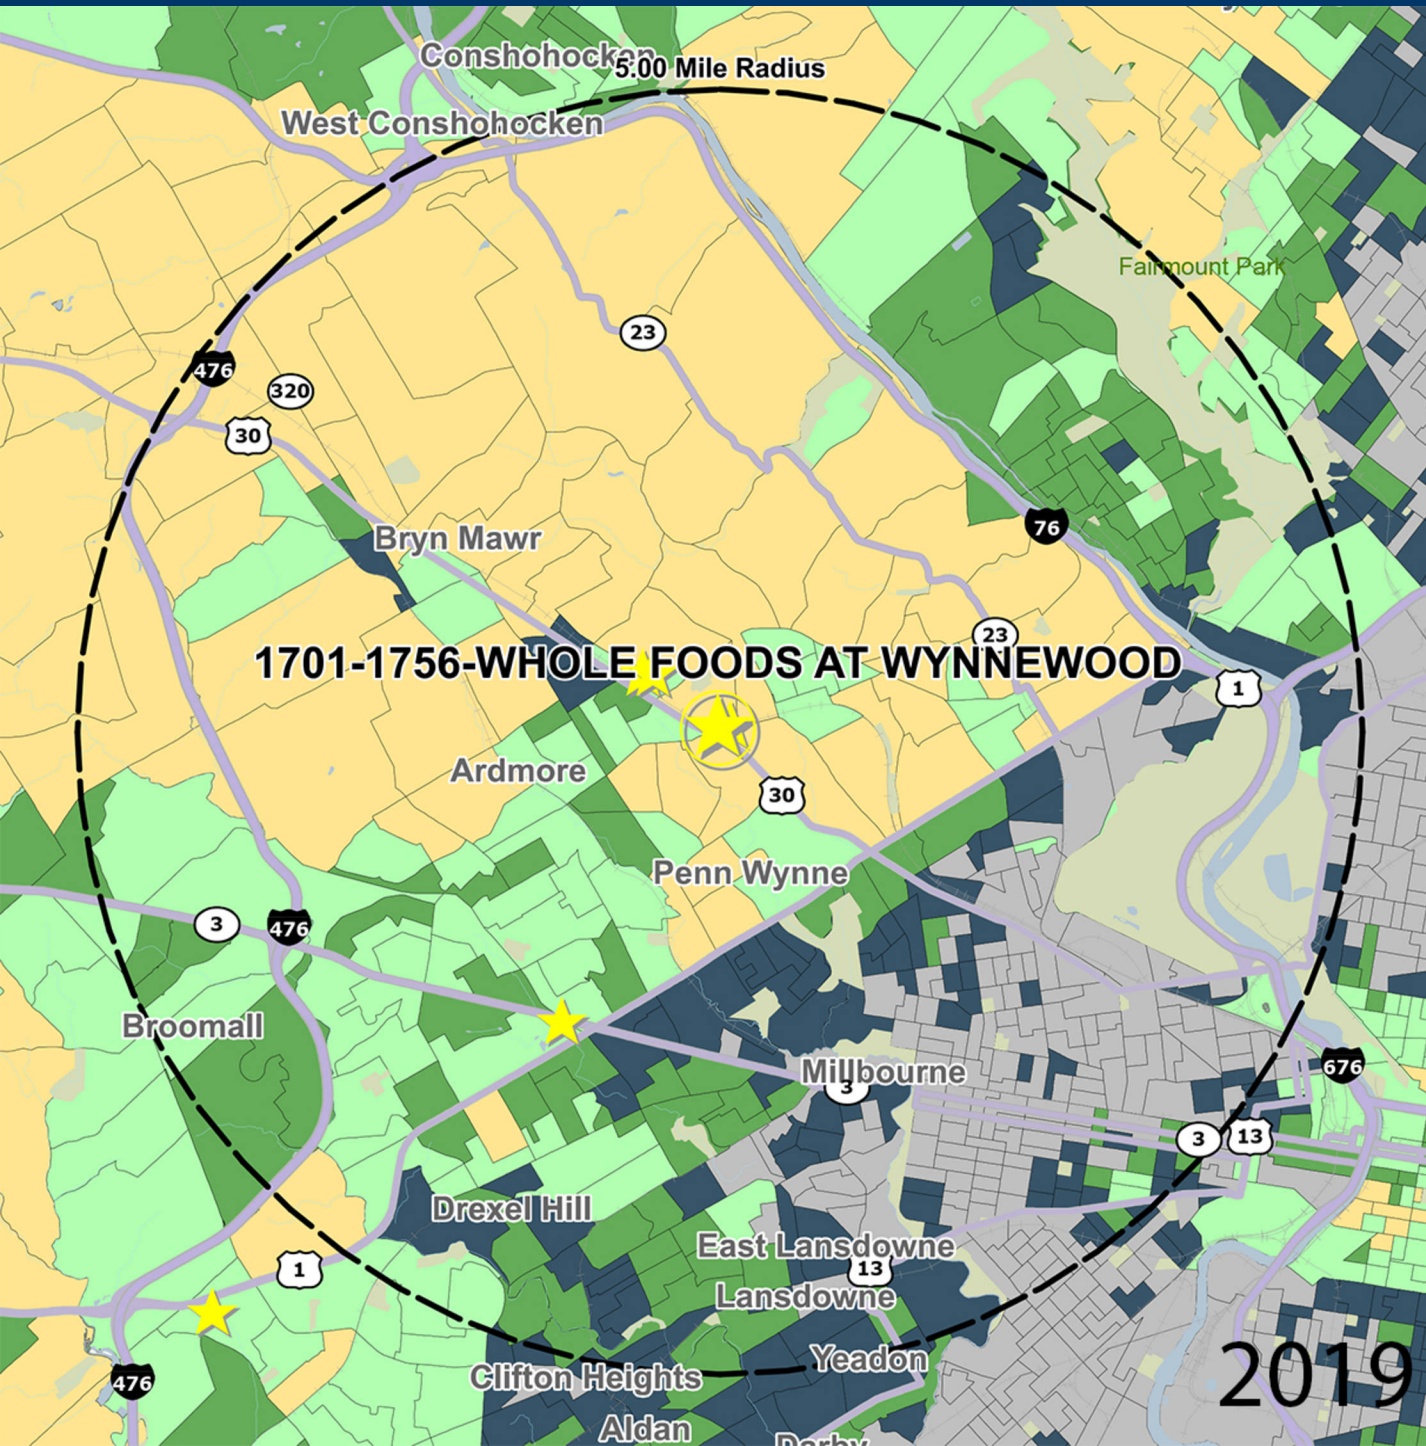 Conshohocken
5.00 Mile Radius
West Conshohocken
Fairmount Park
23
476
320
30
76
Bryn Mawr
23
1701-1756-WHOLE FOODS AT WYNNEWOOD
1
Ardmore
30
Penn Wynne
3
476
Broomall
Millbourne
3
676
3
13
Drexel Hill
East Lansdowne
13
1
Lansdowne
Yeadon
2019
476
Clifton Heights
Aldan
Darby